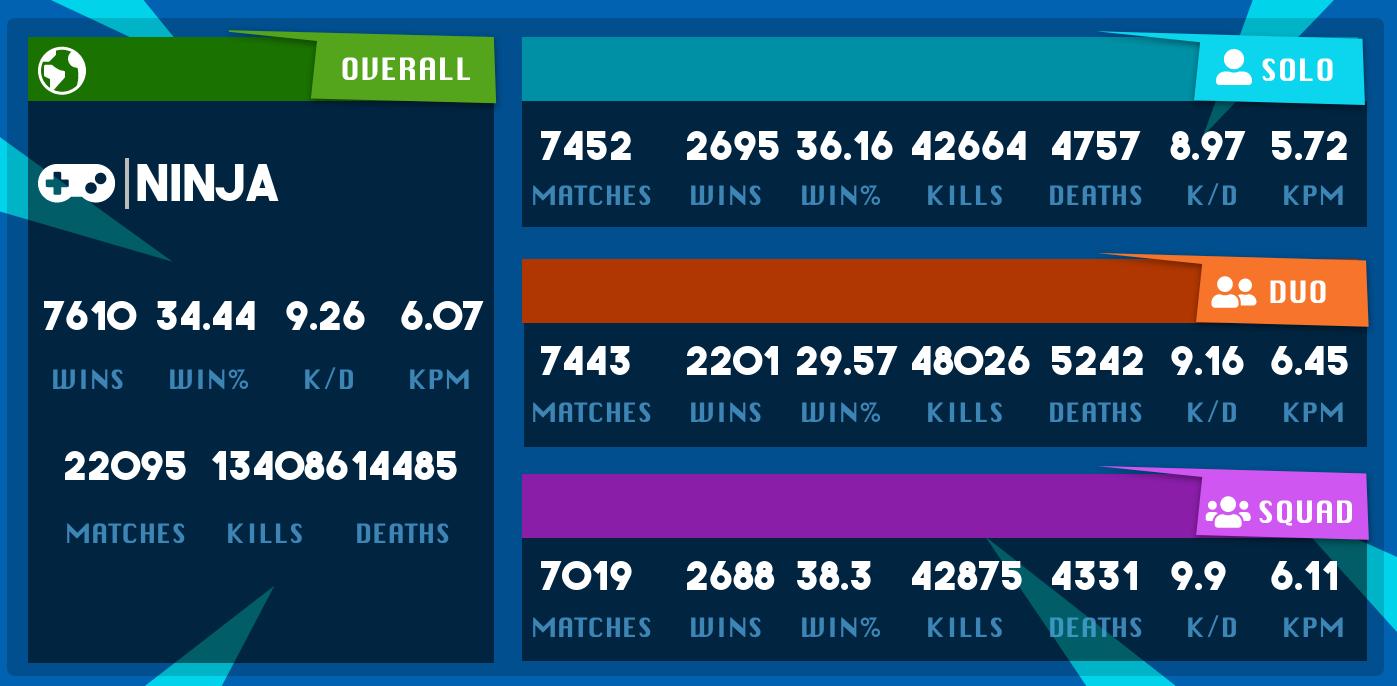 OVERALL
NINJA
7610 34.44 9.26 6.07
WINS WIN% K/D KPM
22095 134086 14485
MATCHES KILLS DEATHS
SOLO
7452 2695 36.16 42664 4757 8.97 5.72
MATCHES WINS WIN% KILLS DEATHS K/D KPM
DUO
7443 2201 29.57 48026 5242 9.16 6.45
MATCHES WINS WIN% KILLS DEATHS K/D KPM
SQUAD
7019 2688 38.3 42875 4331 9.9 6.11
MATCHES WINS WIN% KILLS DEATHS K/D KPM